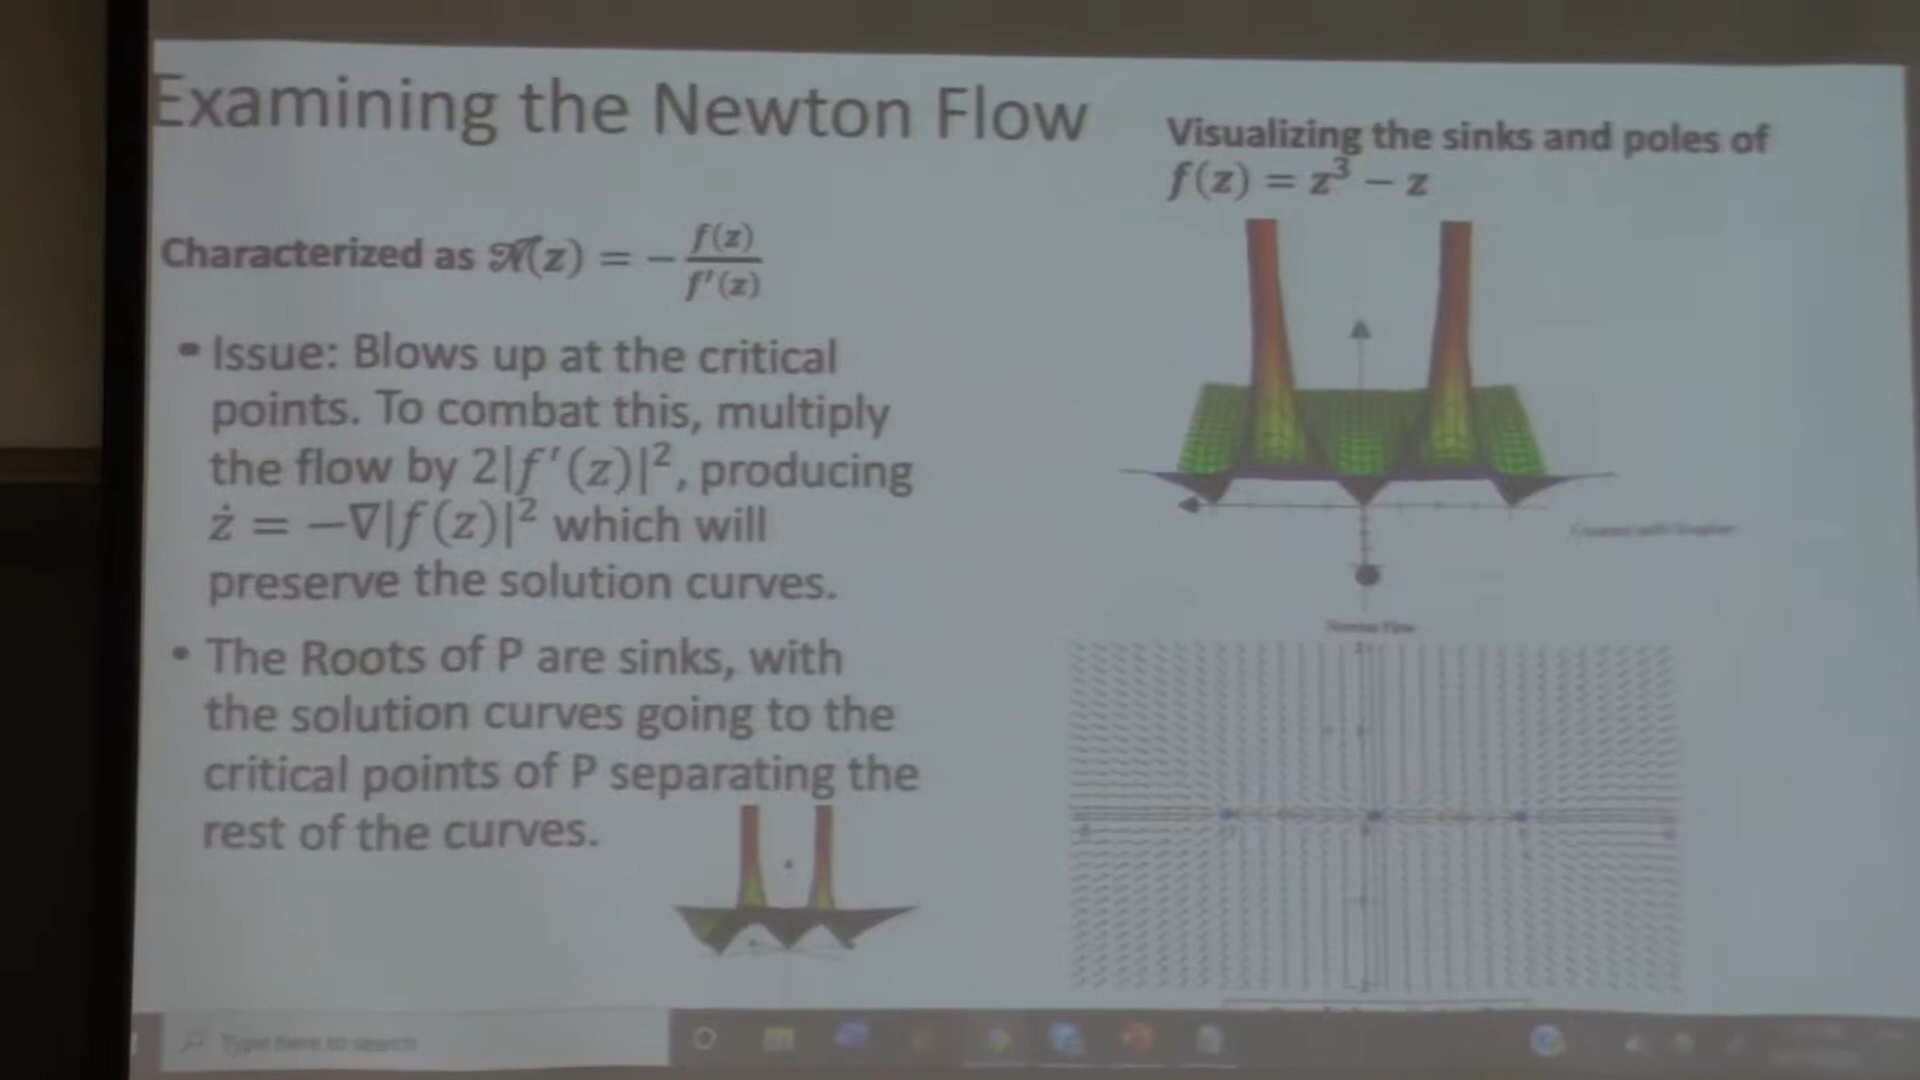 Examining the Newton Flow
Characterized as 𝒩(z) = − f(z) / f′(z)
• Issue: Blows up at the critical
points. To combat this, multiply
the flow by 2|f′(z)|², producing
ż = −∇|f(z)|² which will
preserve the solution curves.
• The Roots of P are sinks, with
the solution curves going to the
critical points of P separating the
rest of the curves.
Visualizing the sinks and poles of
f(z) = z³ − z
Newton Flow
Type here to search